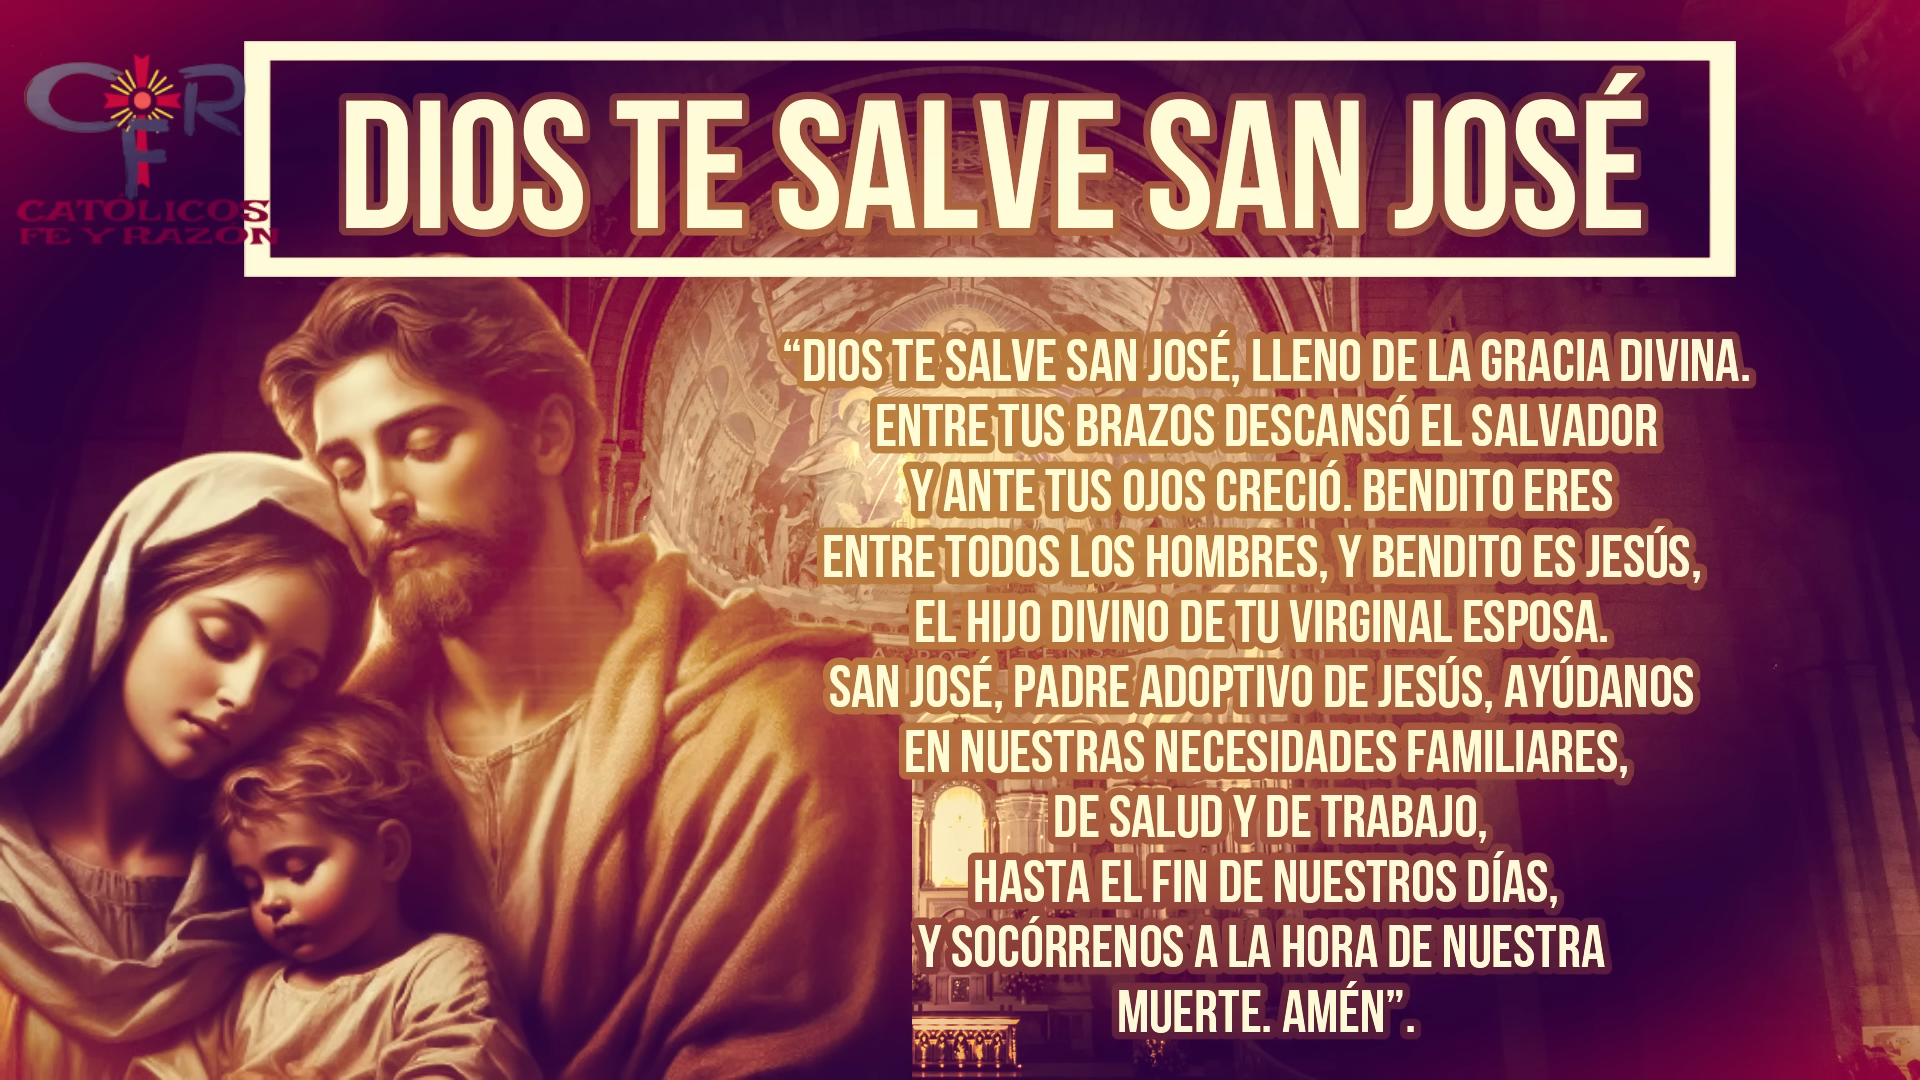 CFR
CATÓLICOS
FE Y RAZÓN
DIOS TE SALVE SAN JOSÉ
“DIOS TE SALVE SAN JOSÉ, LLENO DE LA GRACIA DIVINA.
ENTRE TUS BRAZOS DESCANSÓ EL SALVADOR
Y ANTE TUS OJOS CRECIÓ. BENDITO ERES
ENTRE TODOS LOS HOMBRES, Y BENDITO ES JESÚS,
EL HIJO DIVINO DE TU VIRGINAL ESPOSA.
SAN JOSÉ, PADRE ADOPTIVO DE JESÚS, AYÚDANOS
EN NUESTRAS NECESIDADES FAMILIARES,
DE SALUD Y DE TRABAJO,
HASTA EL FIN DE NUESTROS DÍAS,
Y SOCÓRRENOS A LA HORA DE NUESTRA
MUERTE. AMÉN”.